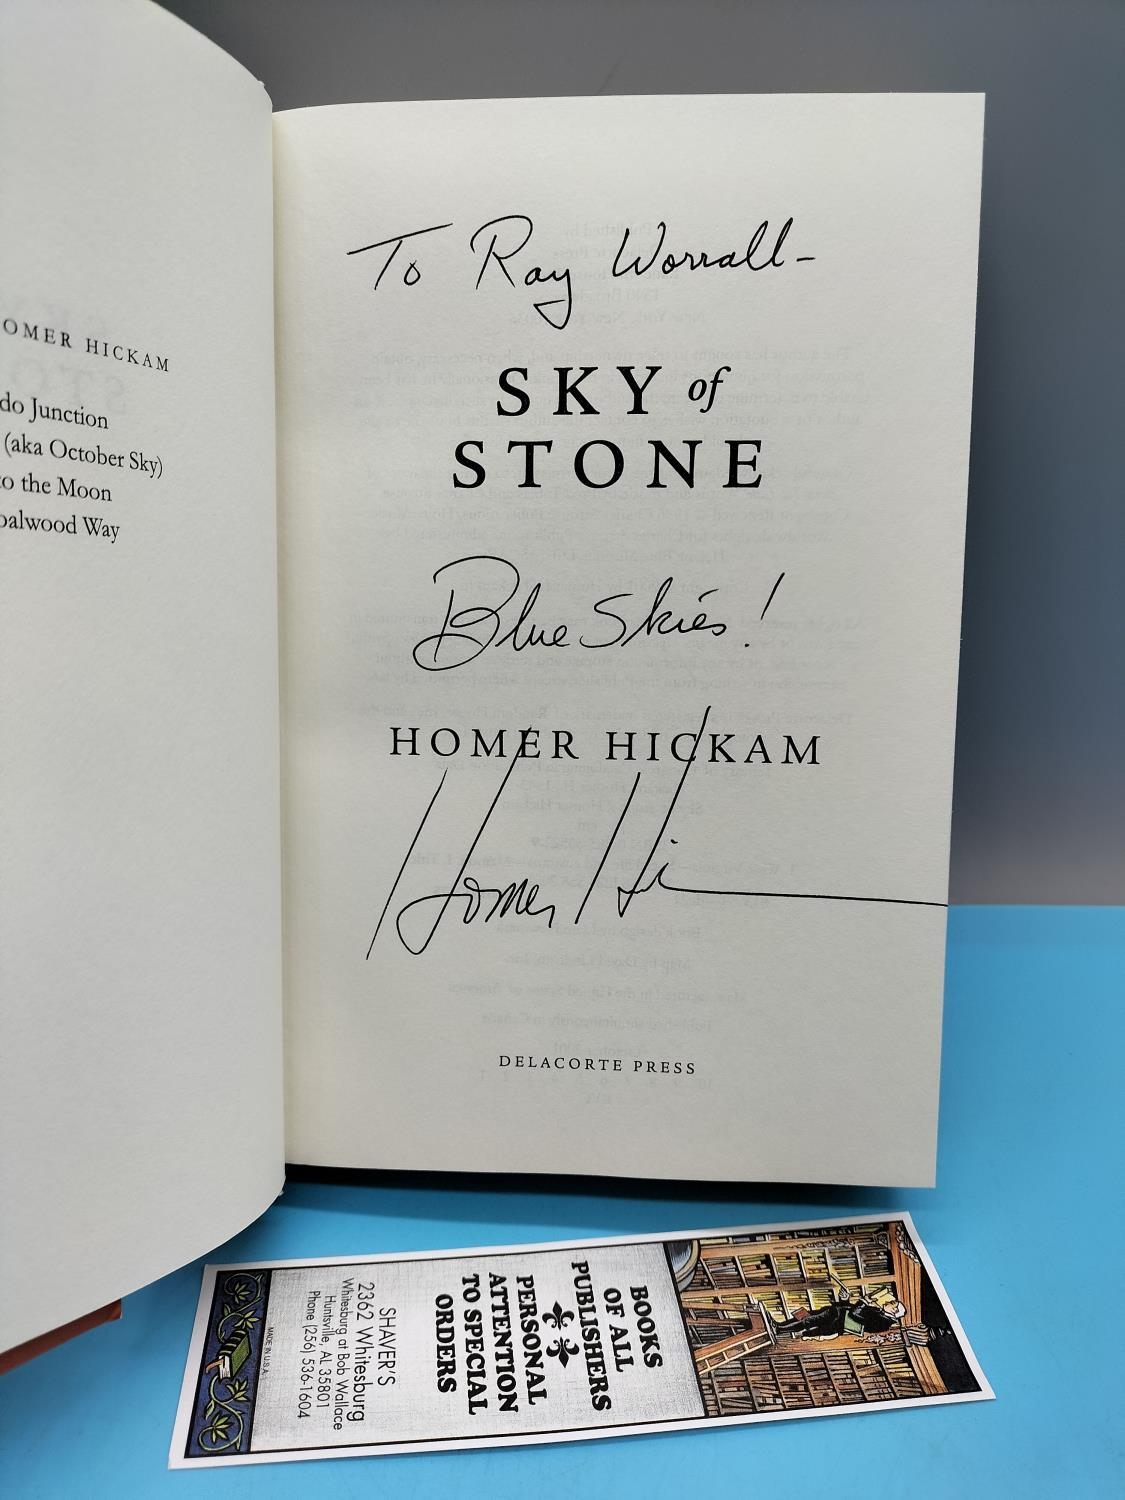 OMER HICKAM
do Junction
(aka October Sky)
o the Moon
oalwood Way
To Ray Worrall-
SKY of
STONE
Blue Skies!
HOMER HICKAM
Homer Hi
DELACORTE PRESS
BOOKS
OF ALL
PUBLISHERS
PERSONAL
ATTENTION
TO SPECIAL
ORDERS
SHAVER'S
2362 Whitesburg
Whitesburg at Bob Wallace
Huntsville, AL 35801
Phone (256) 536-1604
MADE IN U.S.A.